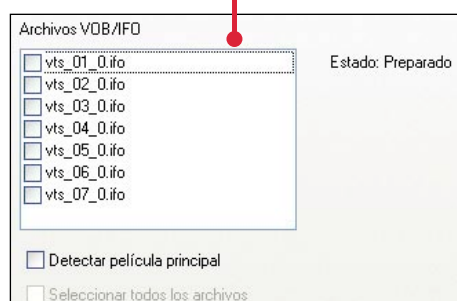 Archivos VOB/IFO
Estado: Preparado
vts_01_0.ifo
vts_02_0.ifo
vts_03_0.ifo
vts_04_0.ifo
vts_05_0.ifo
vts_06_0.ifo
vts_07_0.ifo
Detectar película principal
Seleccionar todos los archivos